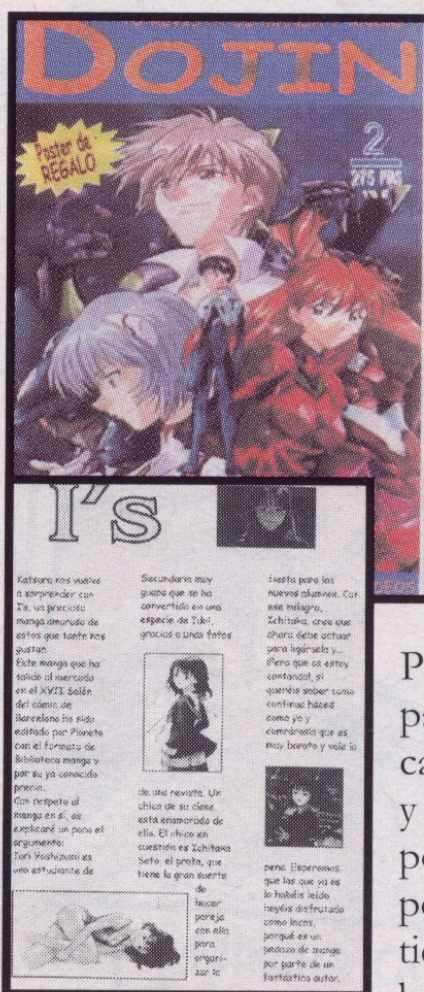 DOJIN
Poster de
REGALO
2
275 PTAS
I's
Katsura nos vuelve
a sorprender con
I's, un precioso
manga amoroso de
estos que tanto nos
gustan.
Este manga que ha
salido al mercado
en el XVII Salón
del cómic de
Barcelona ha sido
editado por Planeta
con el formato de
Biblioteca manga y
por su ya conocido
precio.
Con respeto al
manga en sí, os
explicaré un poco el
argumento:
Iori Yoshizuni es
una estudiante de
Secundaria muy
guapa que se ha
convertido en una
especie de Idol,
gracias a unas fotos
de una revista. Un
chico de su clase
está enamorado de
ella. El chico en
cuestión es Ichitaka
Seto, el prota, que
tiene la gran suerte
de
hacer
pareja
con ella
para
organi-
zar la
fiesta para los
nuevos alumnos. Con
ese milagro,
Ichitaka, cree que
ahora debe actuar
para ligársela y...
¡Pero que os estoy
contando!, si
queréis saber como
continua haced
como yo y
comprárosla que es
muy barato y vale la
pena. Esperemos
que los que ya os
lo habéis leído
hayáis disfrutado
como locos,
porqué es un
pedazo de manga
por parte de un
fantástico autor.
P
pa
ca
y
po
po
tie